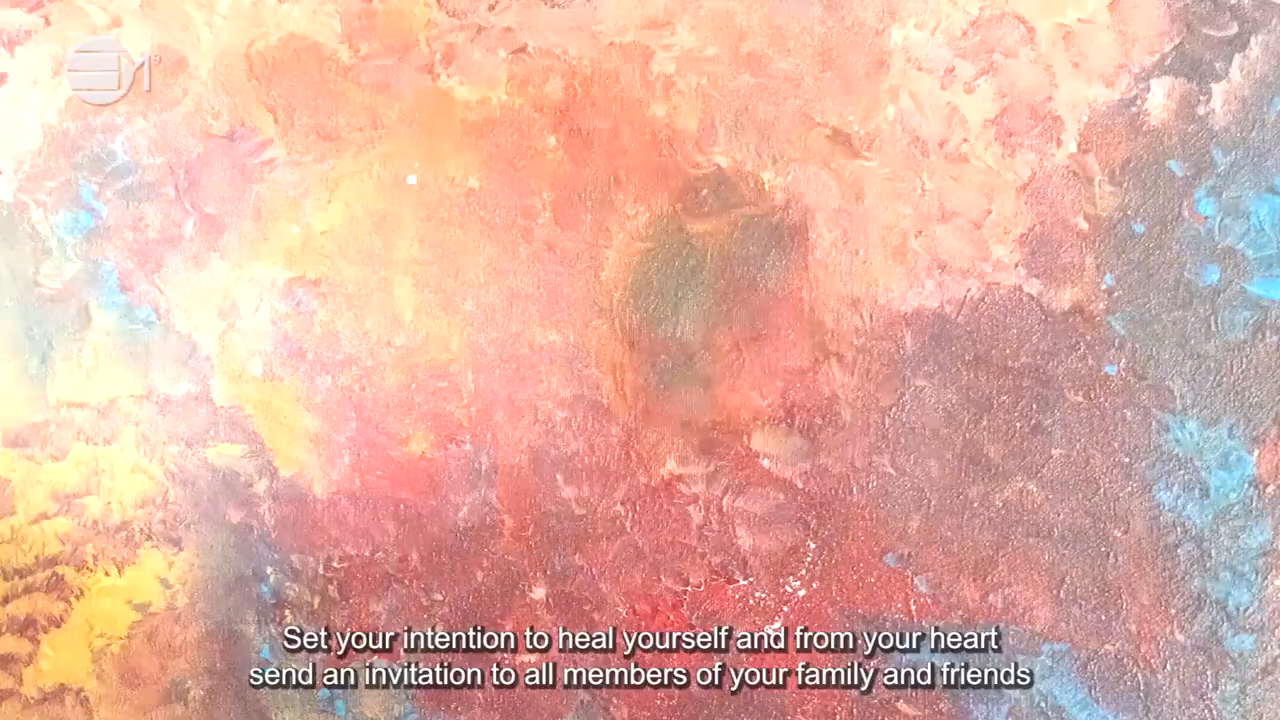 Set your intention to heal yourself and from your heart
send an invitation to all members of your family and friends